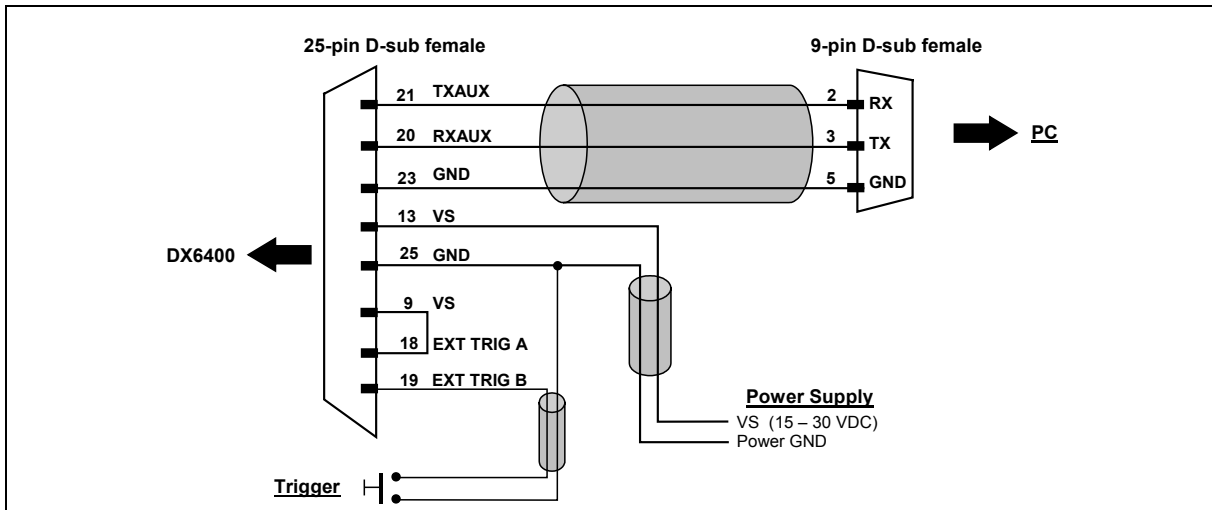 25-pin D-sub female
9-pin D-sub female
21 TXAUX 2 RX
20 RXAUX 3 TX
PC
23 GND 5 GND
13 VS
DX6400
25 GND
9 VS
18 EXT TRIG A
19 EXT TRIG B
Power Supply
VS (15 – 30 VDC)
Power GND
Trigger